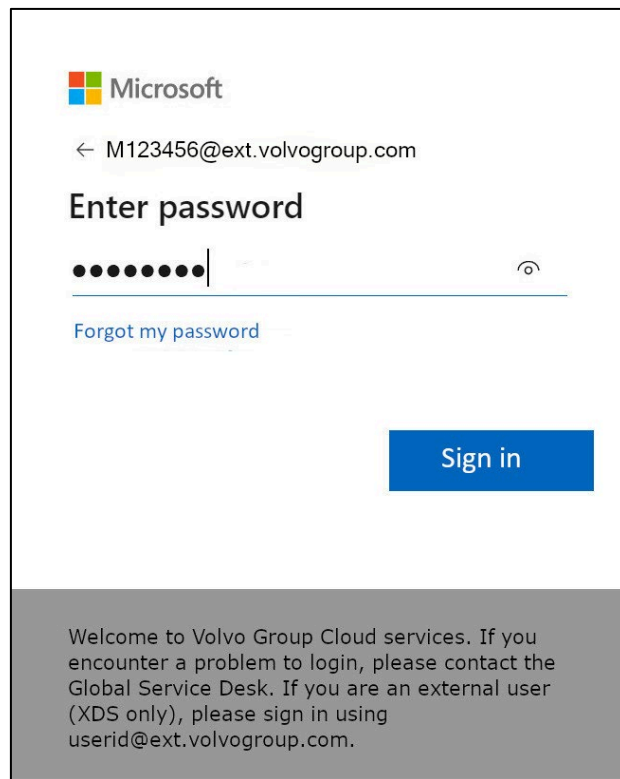 Microsoft
← M123456@ext.volvogroup.com
Enter password
●●●●●●●●
Forgot my password
Sign in
Welcome to Volvo Group Cloud services. If you
encounter a problem to login, please contact the
Global Service Desk. If you are an external user
(XDS only), please sign in using
userid@ext.volvogroup.com.